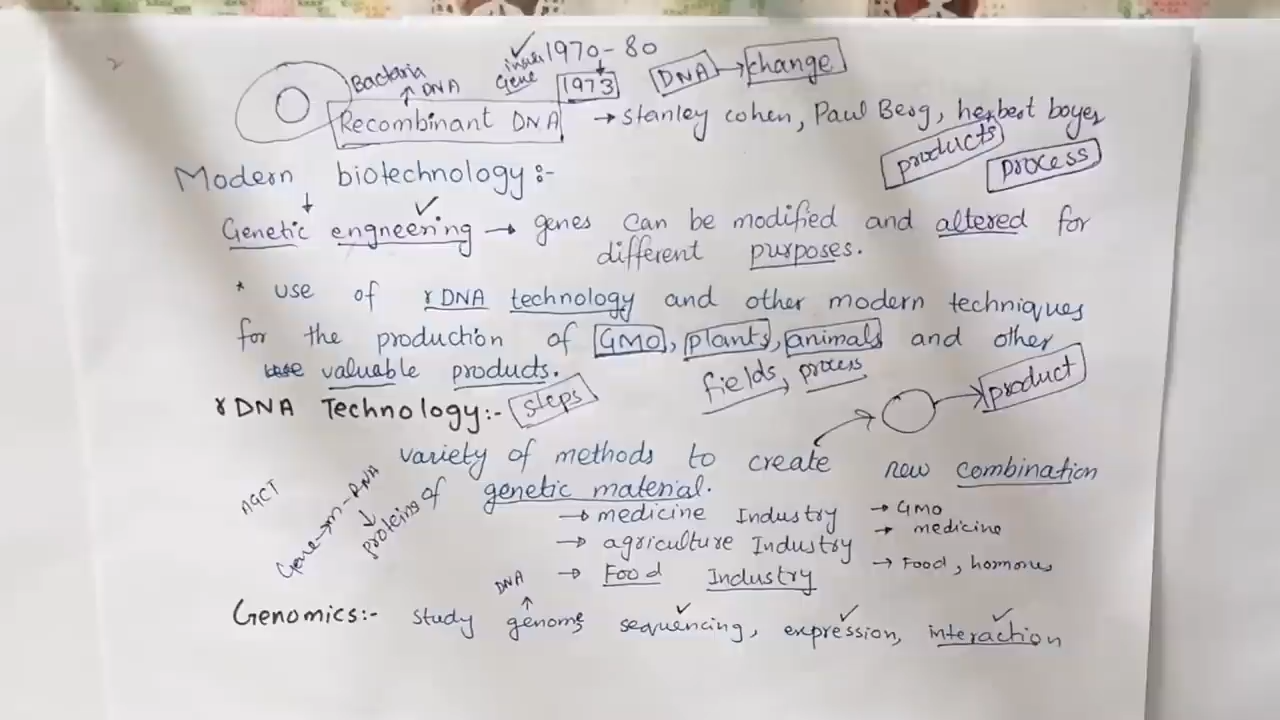 1970-80
Bacteria DNA
Gene
1973
DNA → change
Recombinant DNA → stanley cohen, Paul Berg, herbert boyer
products
process
Modern biotechnology:-
Genetic engneering → genes can be modified and altered for
different purposes.
* use of rDNA technology and other modern techniques
for the production of GMO, plants, animals and other
valuable products.
fields, process
product
rDNA Technology:- steps
variety of methods to create new combination
of genetic material.
AGCT
Gene → m-RNA
proteins
→ medicine Industry → GMO
→ medicine
→ agriculture Industry
→ Food Industry → Food, hormones
DNA
Genomics:- study genome sequencing, expression, interaction